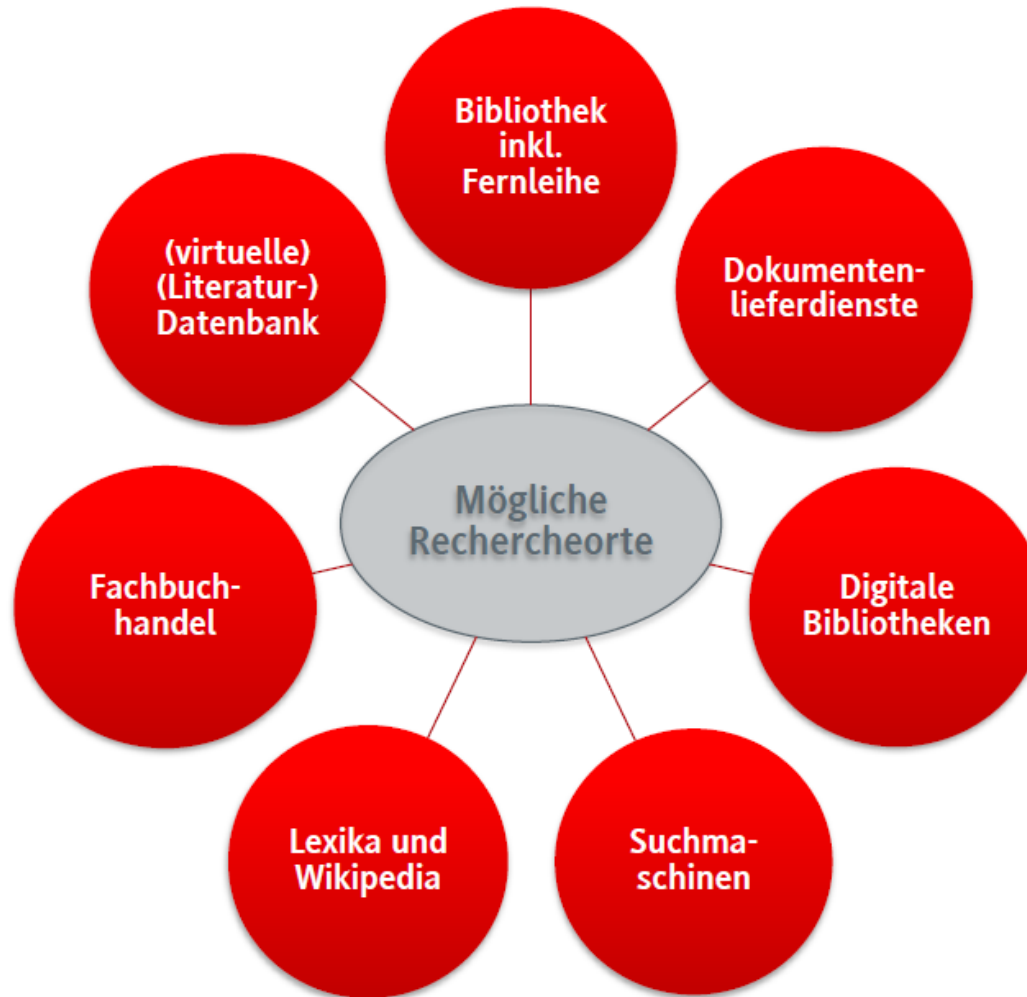 Bibliothek
inkl.
Fernleihe
Dokumenten-
lieferdienste
Digitale
Bibliotheken
Suchma-
schinen
Lexika und
Wikipedia
Fachbuch-
handel
(virtuelle)
(Literatur-)
Datenbank
Mögliche
Rechercheorte